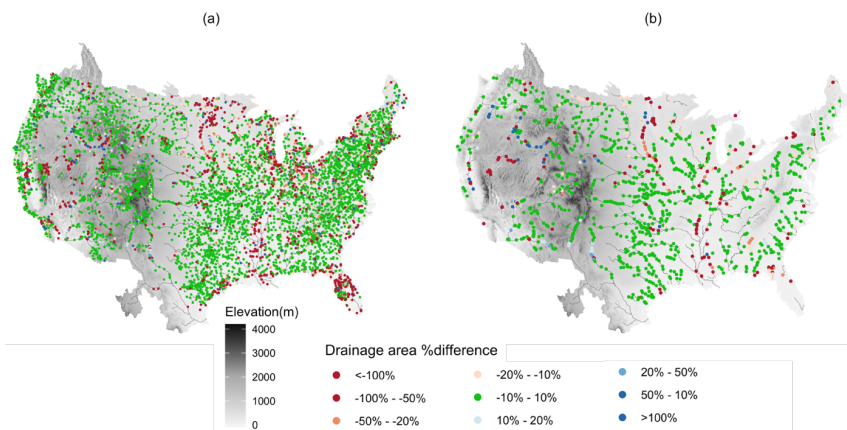 (a)
(b)
Elevation(m)
4000
3000
2000
1000
0
Drainage area %difference
<-100%
-100% - -50%
-50% - -20%
-20% - -10%
-10% - 10%
10% - 20%
20% - 50%
50% - 10%
>100%